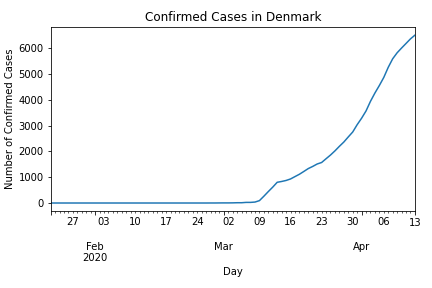 Confirmed Cases in Denmark
Number of Confirmed Cases
6000
5000
4000
3000
2000
1000
0
27 03 10 17 24 02 09 16 23 30 06 13
Feb Mar Apr
2020
Day